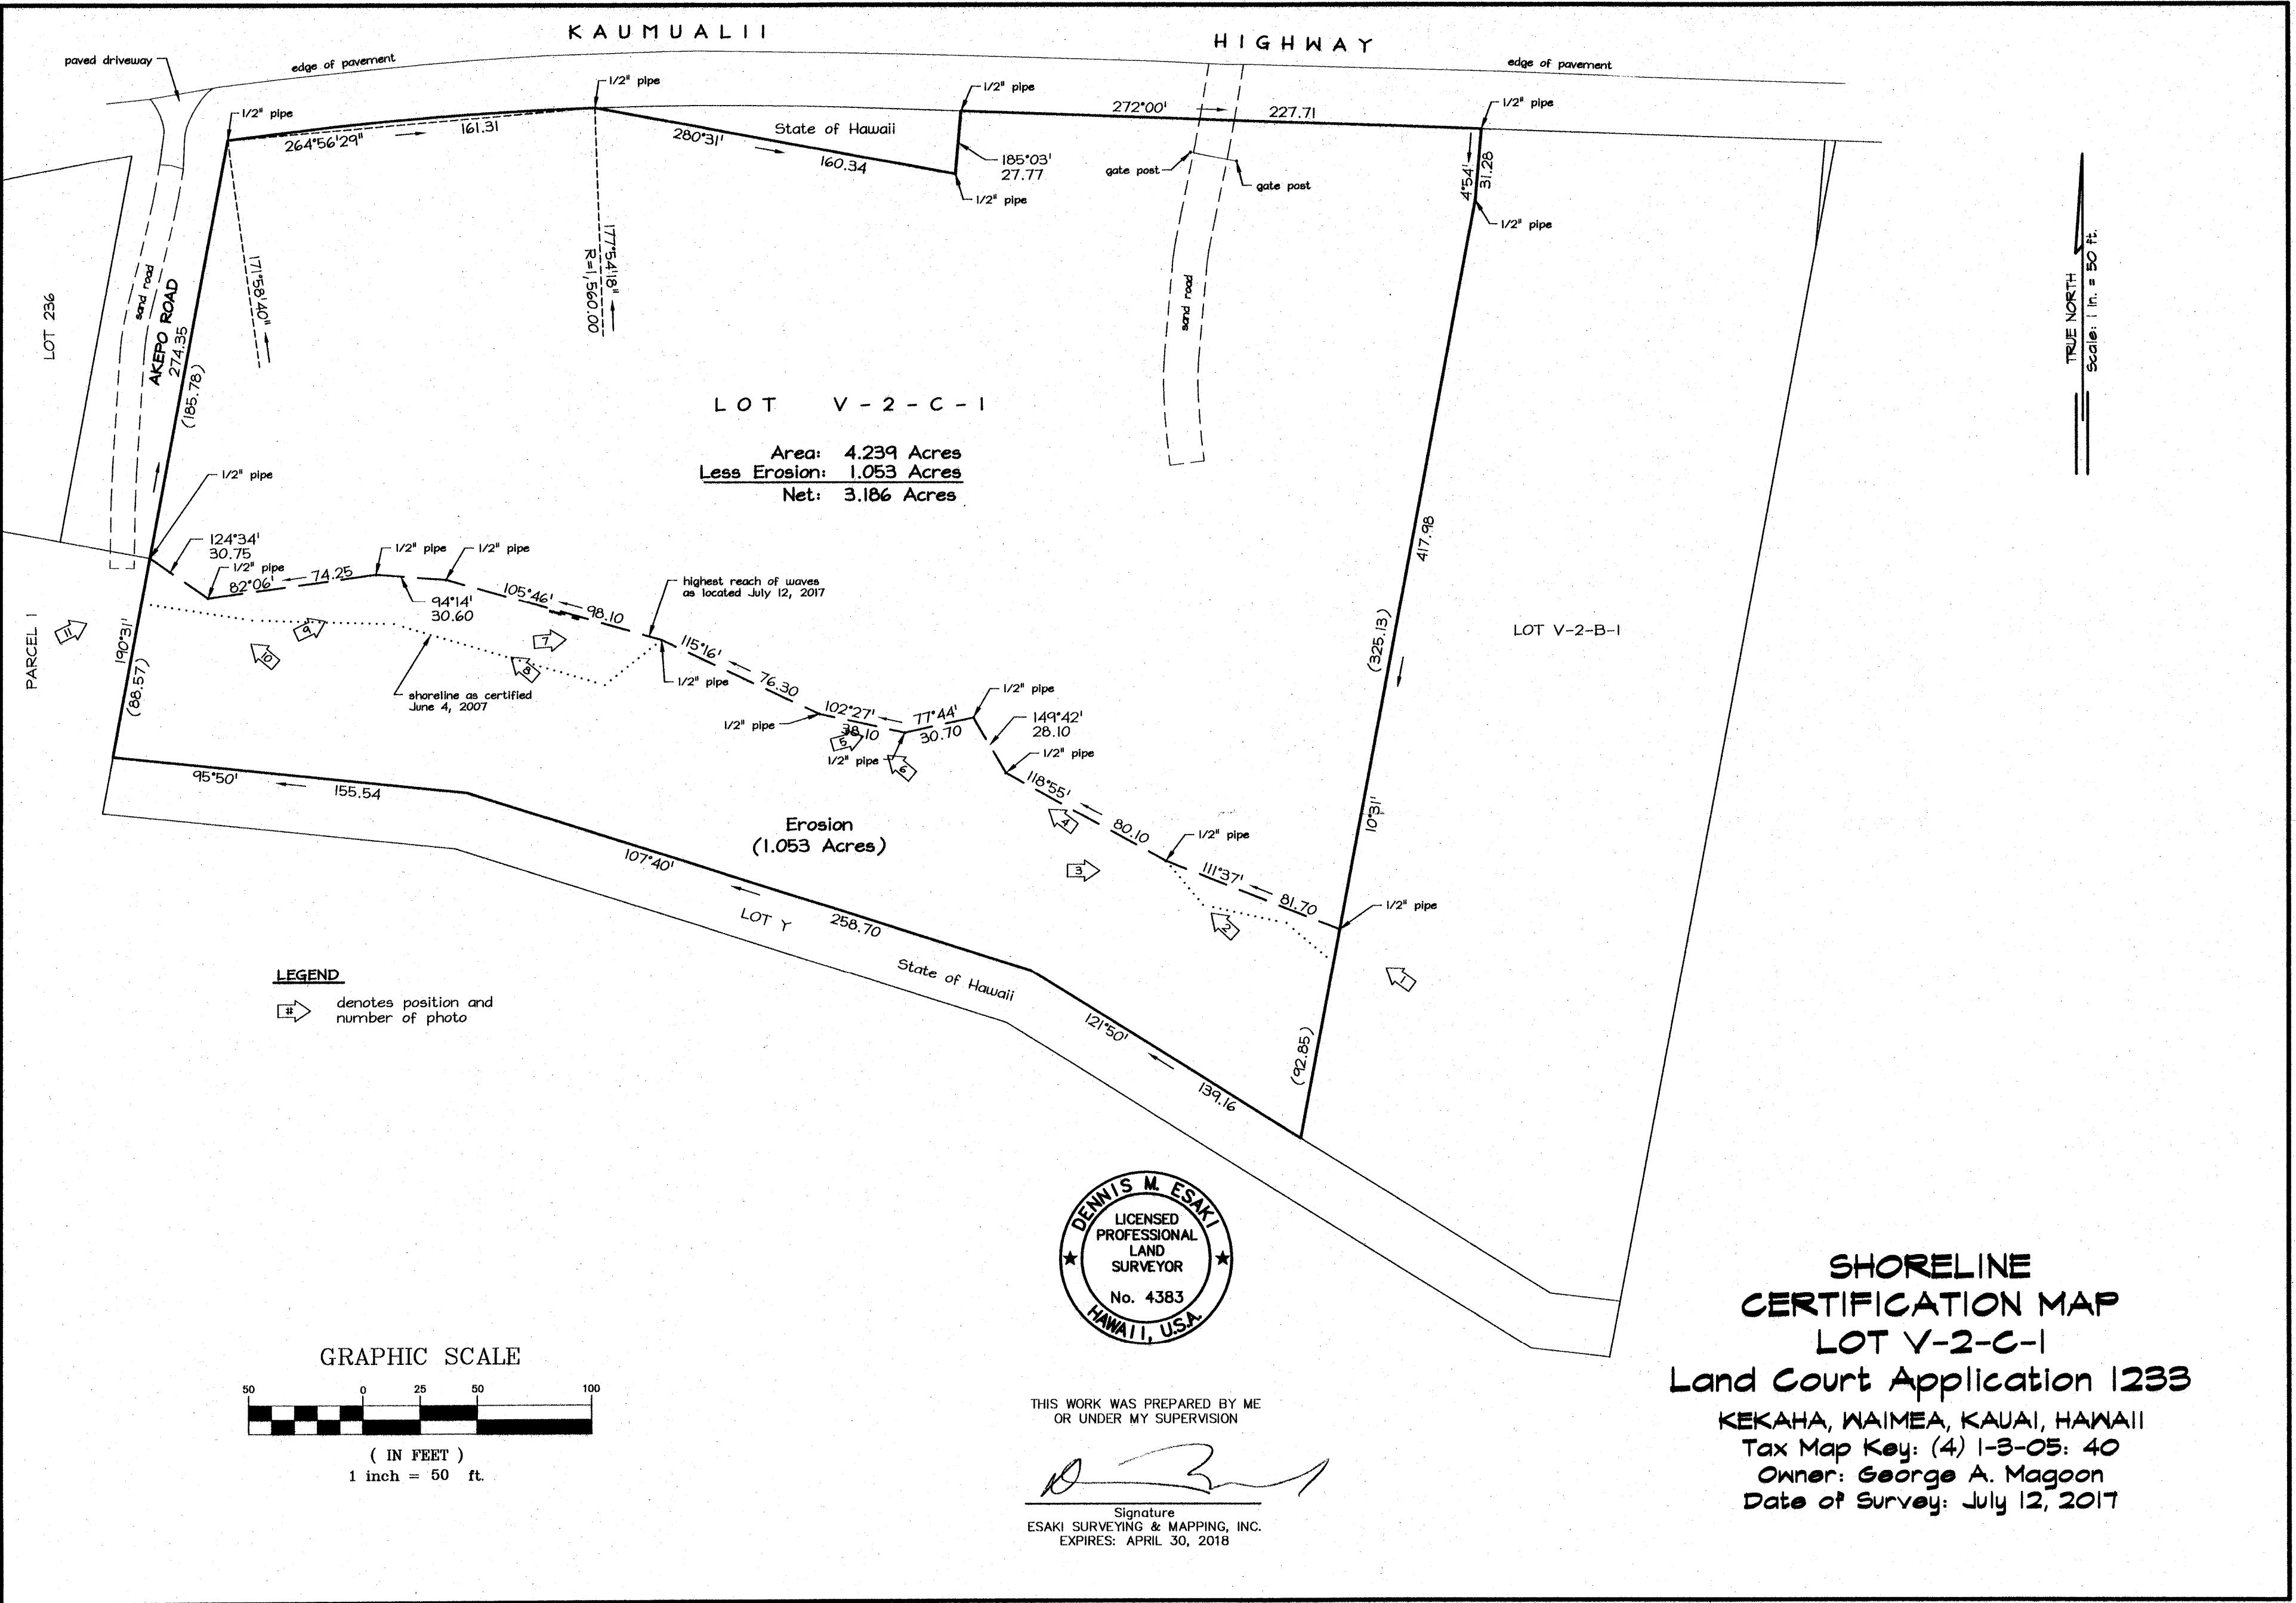 KAUMUALII HIGHWAY
paved driveway
edge of pavement
edge of pavement
1/2" pipe
1/2" pipe
1/2" pipe
1/2" pipe
264°56'29"
161.31
State of Hawaii
280°31'
160.34
185°03'
27.77
1/2" pipe
272°00'
227.71
gate post
gate post
4°54'
31.28
1/2" pipe
LOT 236
sand road
AKEPO ROAD
274.35
(185.78)
171°58'40"
177°54'18"
R=1,560.00
sand road
TRUE NORTH
Scale: 1 in. = 50 ft.
LOT V-2-C-1
Area: 4.239 Acres
Less Erosion: 1.053 Acres
Net: 3.186 Acres
1/2" pipe
124°34'
30.75
1/2" pipe
82°06'
74.25
1/2" pipe
1/2" pipe
94°14'
30.60
105°46'
98.10
highest reach of waves
as located July 12, 2017
417.98
(325.13)
LOT V-2-B-1
PARCEL 1
11
190°31'
(88.57)
10
9
8
7
shoreline as certified
June 4, 2007
115°16'
76.30
1/2" pipe
1/2" pipe
102°27'
38.10
5
1/2" pipe
6
77°44'
30.70
1/2" pipe
149°42'
28.10
1/2" pipe
118°55'
80.10
4
3
1/2" pipe
111°37'
81.70
2
1/2" pipe
1
10°31'
(92.85)
95°50'
155.54
Erosion
(1.053 Acres)
107°40'
258.70
LOT Y
State of Hawaii
121°50'
139.16
LEGEND
#
denotes position and
number of photo
DENNIS M. ESAKI
LICENSED
PROFESSIONAL
LAND
SURVEYOR
No. 4383
HAWAII, U.S.A.
GRAPHIC SCALE
50 0 25 50 100
( IN FEET )
1 inch = 50 ft.
THIS WORK WAS PREPARED BY ME
OR UNDER MY SUPERVISION
Signature
ESAKI SURVEYING & MAPPING, INC.
EXPIRES: APRIL 30, 2018
SHORELINE
CERTIFICATION MAP
LOT V-2-C-1
Land Court Application 1233
KEKAHA, WAIMEA, KAUAI, HAWAII
Tax Map Key: (4) 1-3-05: 40
Owner: George A. Magoon
Date of Survey: July 12, 2017